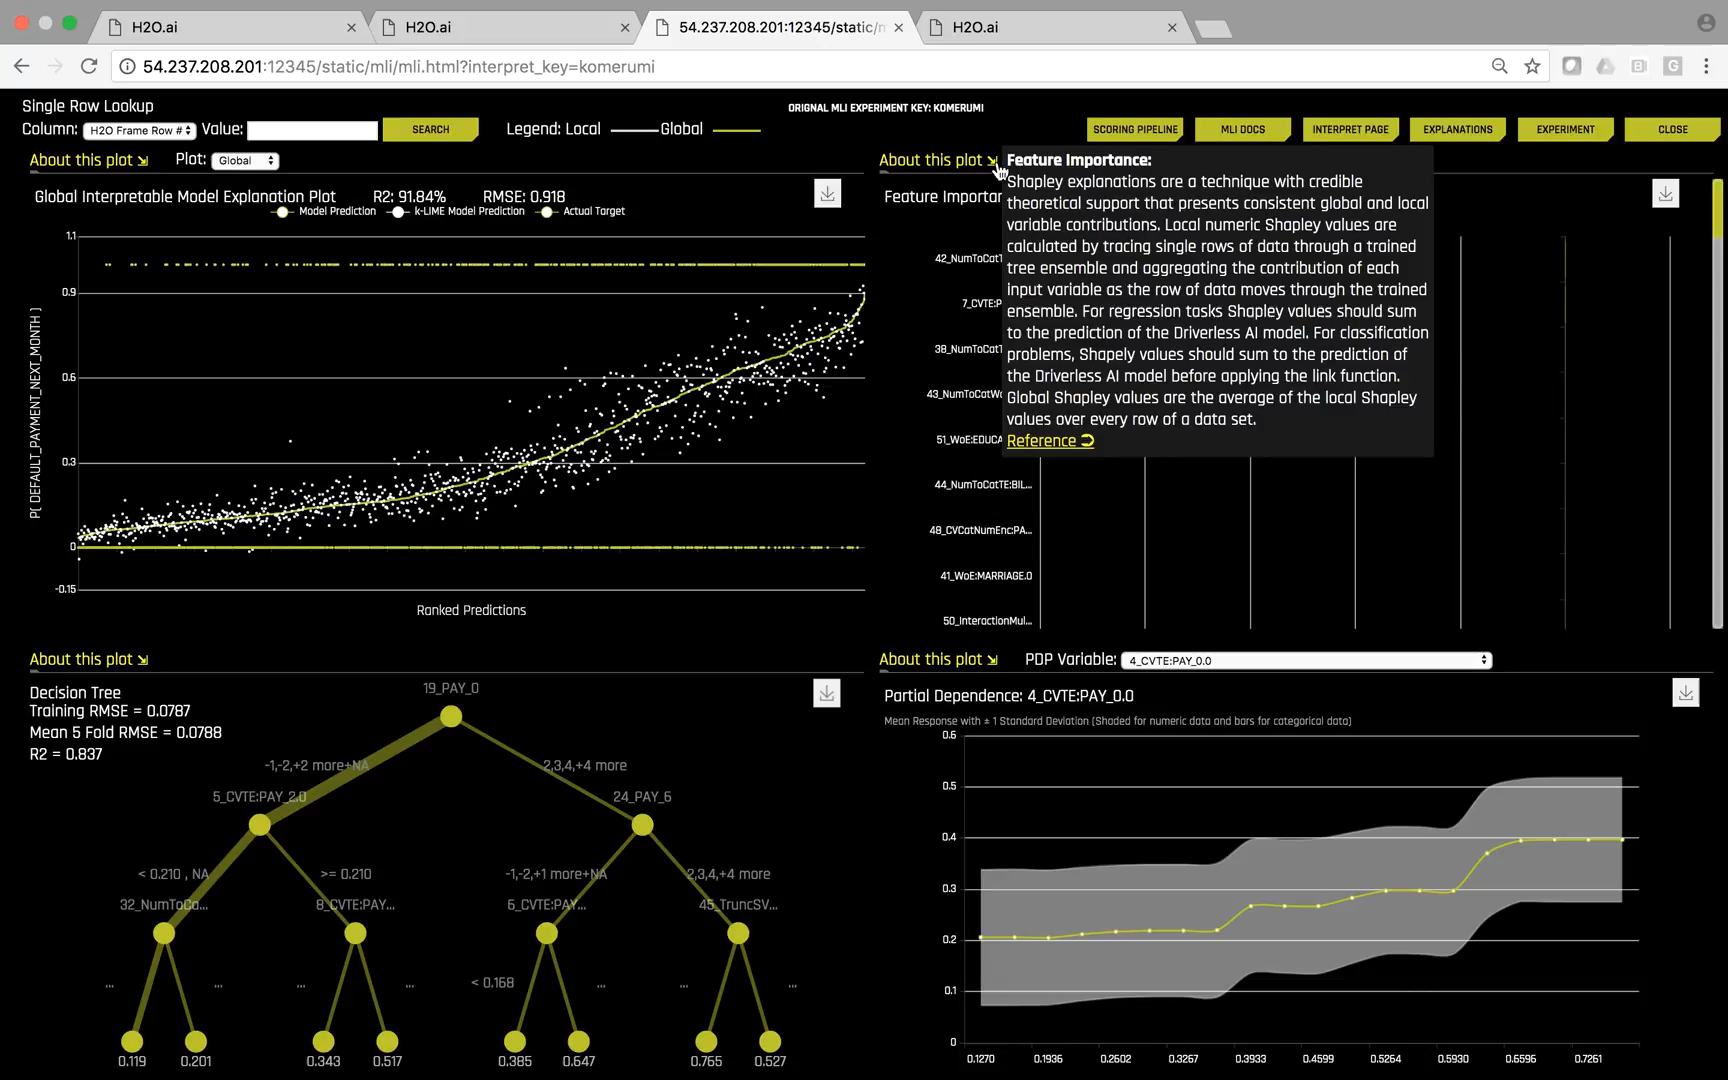 H2O.ai
H2O.ai
54.237.208.201:12345/static/
H2O.ai
54.237.208.201:12345/static/mli/mli.html?interpret_key=komerumi
Single Row Lookup
ORIGNAL MLI EXPERIMENT KEY: KOMERUMI
Column: H2O Frame Row # Value: SEARCH Legend: Local Global
SCORING PIPELINE MLI DOCS INTERPRET PAGE EXPLANATIONS EXPERIMENT CLOSE
About this plot Plot: Global
Global Interpretable Model Explanation Plot R2: 91.84% RMSE: 0.918
Model Prediction k-LIME Model Prediction Actual Target
P( DEFAULT_PAYMENT_NEXT_MONTH )
1.1
0.9
0.6
0.3
0
-0.15
Ranked Predictions
About this plot
Feature Importan
42_NumToCatT
7_CVTE:P
38_NumToCatT
43_NumToCatWo
51_WoE:EDUCA
44_NumToCatTE:BIL...
48_CVCatNumEnc:PA...
41_WoE:MARRIAGE.0
50_InteractionMul...
Feature Importance:
Shapley explanations are a technique with credible
theoretical support that presents consistent global and local
variable contributions. Local numeric Shapley values are
calculated by tracing single rows of data through a trained
tree ensemble and aggregating the contribution of each
input variable as the row of data moves through the trained
ensemble. For regression tasks Shapley values should sum
to the prediction of the Driverless AI model. For classification
problems, Shapely values should sum to the prediction of
the Driverless AI model before applying the link function.
Global Shapley values are the average of the local Shapley
values over every row of a data set.
Reference
About this plot
Decision Tree
Training RMSE = 0.0787
Mean 5 Fold RMSE = 0.0788
R2 = 0.837
19_PAY_0
-1,-2,+2 more+NA 2,3,4,+4 more
5_CVTE:PAY_2.0 24_PAY_6
< 0.210 , NA >= 0.210 -1,-2,+1 more+NA 2,3,4,+4 more
32_NumToCa... 8_CVTE:PAY... 6_CVTE:PAY... 45_TruncSV...
... ... ... ... < 0.168 ... ... ...
0.119 0.201 0.343 0.517 0.385 0.647 0.765 0.527
About this plot PDP Variable: 4_CVTE:PAY_0.0
Partial Dependence: 4_CVTE:PAY_0.0
Mean Response with ± 1 Standard Deviation (Shaded for numeric data and bars for categorical data)
0.6
0.5
0.4
0.3
0.2
0.1
0
0.1270 0.1936 0.2602 0.3267 0.3933 0.4599 0.5264 0.5930 0.6596 0.7261